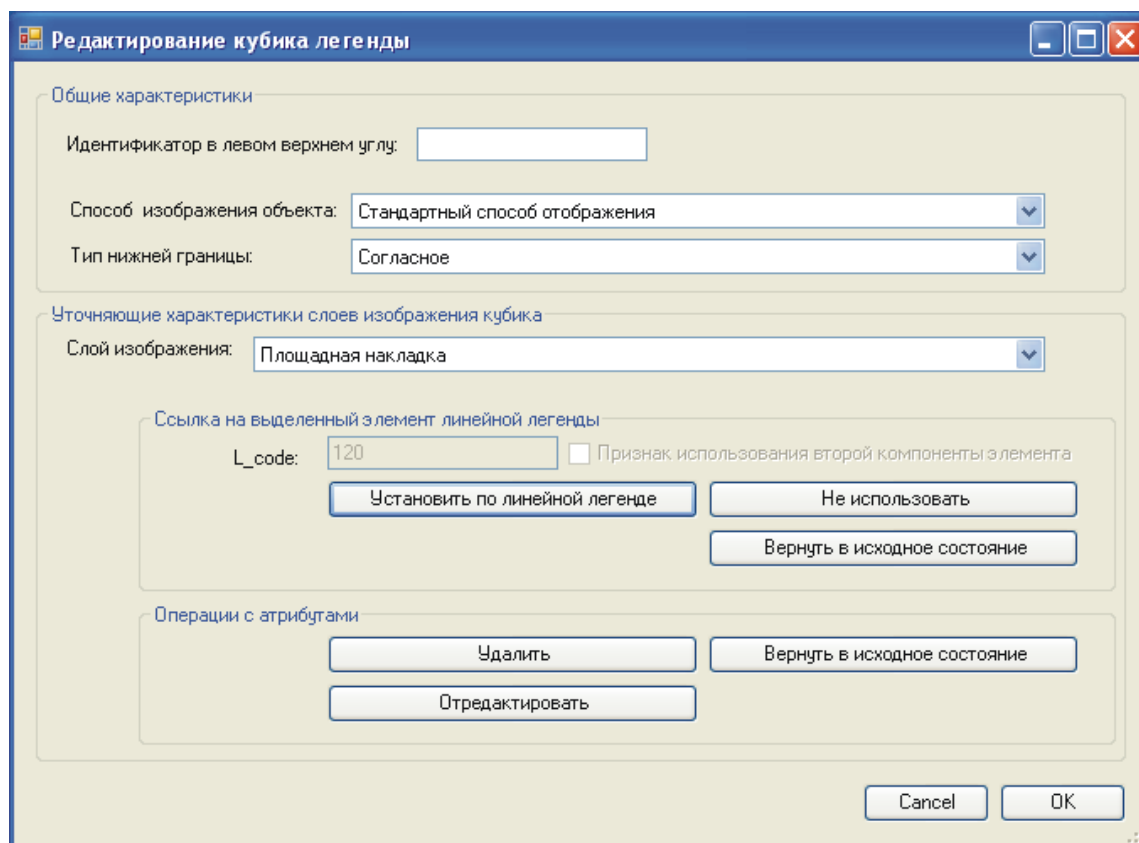 Редактирование кубика легенды
Общие характеристики
Идентификатор в левом верхнем углу:
Способ изображения объекта: Стандартный способ отображения
Тип нижней границы: Согласное
Уточняющие характеристики слоев изображения кубика
Слой изображения: Площадная накладка
Ссылка на выделенный элемент линейной легенды
L_code: 120 Признак использования второй компоненты элемента
Установить по линейной легенде Не использовать
Вернуть в исходное состояние
Операции с атрибутами
Удалить Вернуть в исходное состояние
Отредактировать
Cancel OK